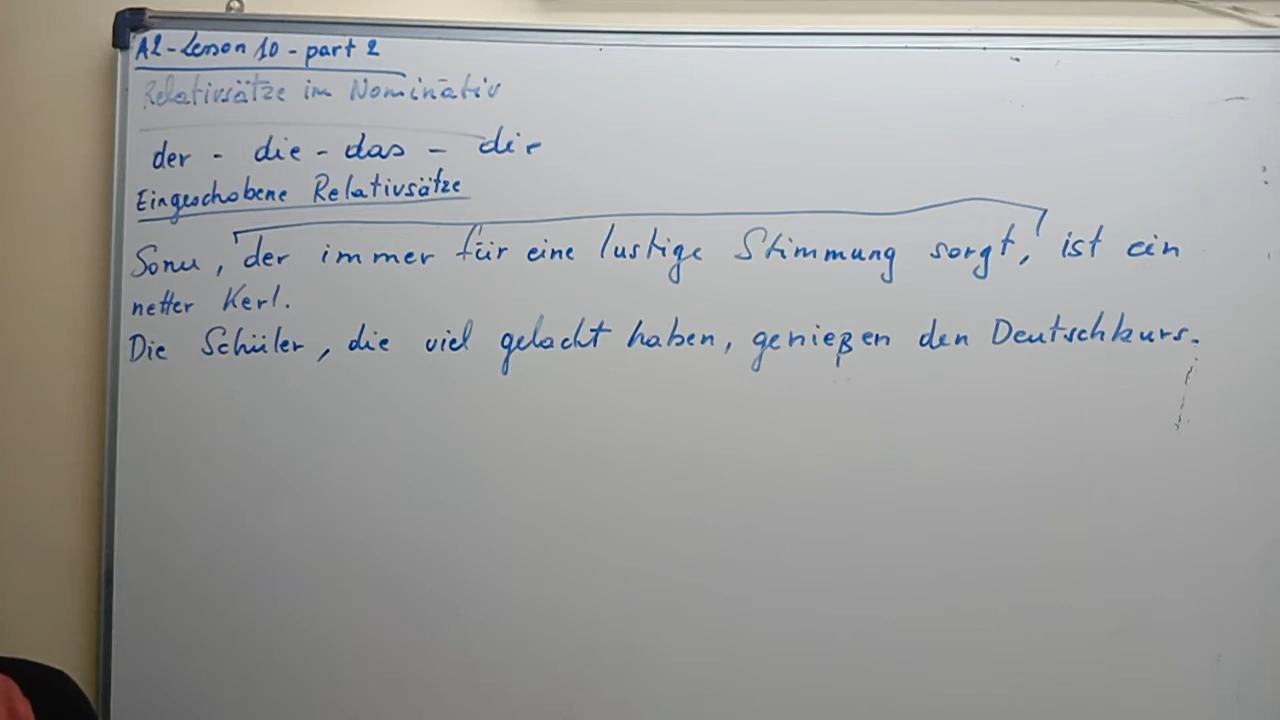 A2-Lesson 10 - part 2
Relativsätze im Nominativ
der - die - das - die
Eingeschobene Relativsätze
Sonu, der immer für eine lustige Stimmung sorgt, ist ein
netter Kerl.
Die Schüler, die viel gelacht haben, genießen den Deutschkurs.